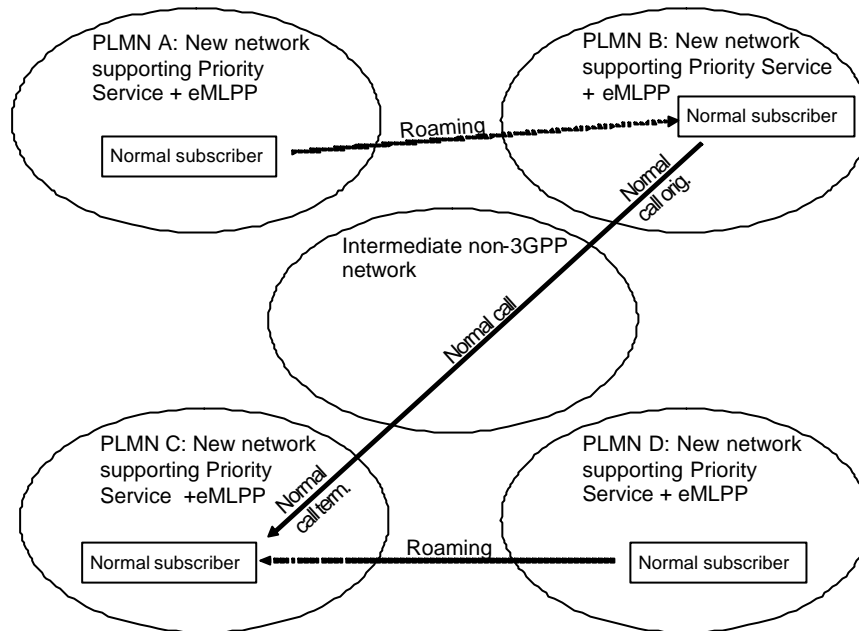 PLMN A: New network
supporting Priority
Service + eMLPP
Normal subscriber
PLMN B: New network
supporting Priority Service
+ eMLPP
Normal subscriber
Roaming
Normal
call orig.
Intermediate non-3GPP
network
Normal call
PLMN C: New network
supporting Priority
Service +eMLPP
Normal
call term.
Normal subscriber
PLMN D: New network
supporting Priority
Service + eMLPP
Roaming
Normal subscriber